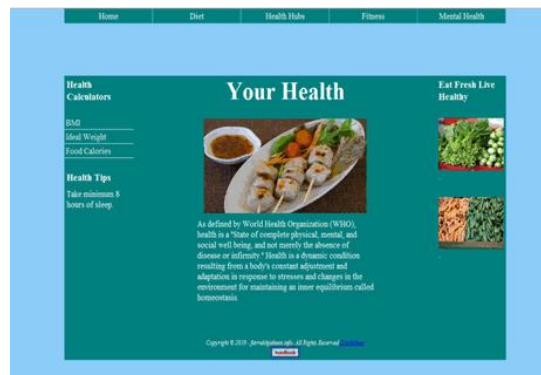 Home Diet Health Hubs Fitness Mental Health
Health
Calculators
BMI
Ideal Weight
Food Calories
Health Tips
Take minimum 8
hours of sleep.
Your Health
As defined by World Health Organization (WHO),
health is a "State of complete physical, mental, and
social well being, and not merely the absence of
disease or infirmity." Health is a dynamic condition
resulting from a body's constant adjustment and
adaptation in response to stresses and changes in the
environment for maintaining an inner equilibrium called
homeostasis.
Eat Fresh Live
Healthy
Copyright © All Rights Reserved